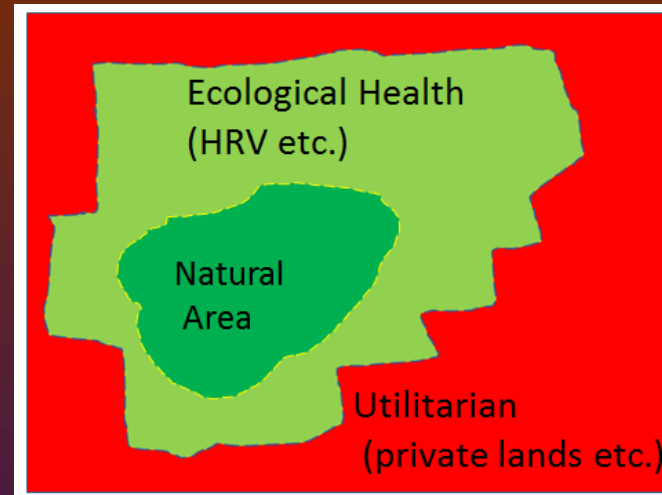 Ecological Health
(HRV etc.)
Natural
Area
Utilitarian
(private lands etc.)